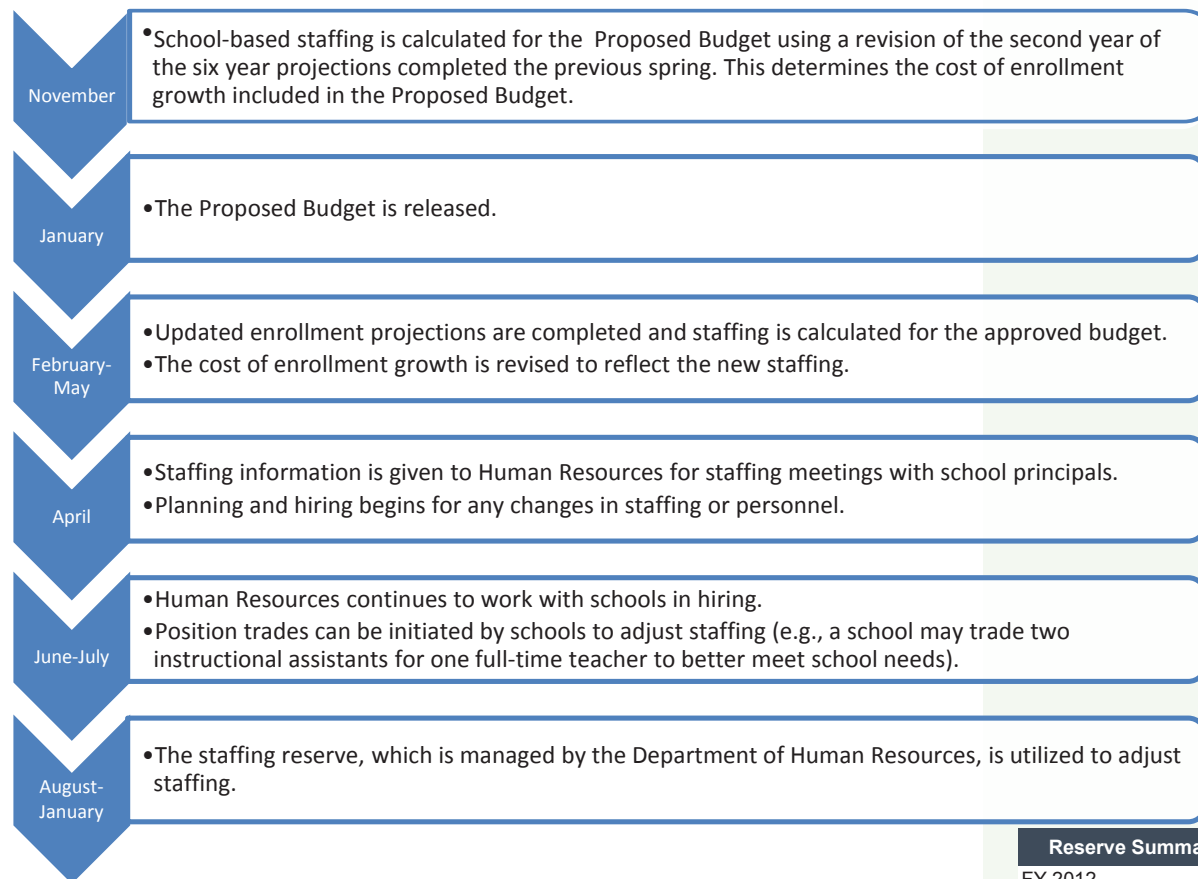 November
•School-based staffing is calculated for the Proposed Budget using a revision of the second year of
the six year projections completed the previous spring. This determines the cost of enrollment
growth included in the Proposed Budget.
January
•The Proposed Budget is released.
February-
May
•Updated enrollment projections are completed and staffing is calculated for the approved budget.
•The cost of enrollment growth is revised to reflect the new staffing.
April
•Staffing information is given to Human Resources for staffing meetings with school principals.
•Planning and hiring begins for any changes in staffing or personnel.
June-July
•Human Resources continues to work with schools in hiring.
•Position trades can be initiated by schools to adjust staffing (e.g., a school may trade two
instructional assistants for one full-time teacher to better meet school needs).
August-
January
•The staffing reserve, which is managed by the Department of Human Resources, is utilized to adjust
staffing.
Reserve Summa
FY 2012